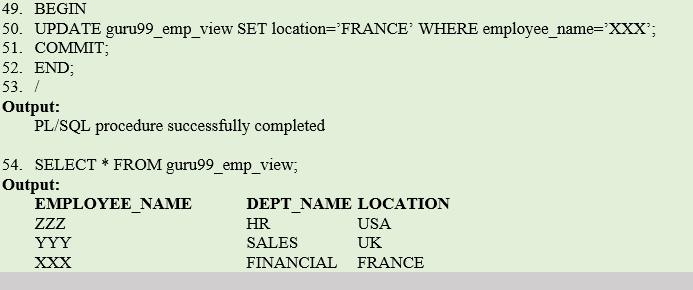 49. BEGIN
50. UPDATE guru99_emp_view SET location=’FRANCE’ WHERE employee_name=’XXX’;
51. COMMIT;
52. END;
53. /
Output:
PL/SQL procedure successfully completed
54. SELECT * FROM guru99_emp_view;
Output:
EMPLOYEE_NAME DEPT_NAME LOCATION
ZZZ HR USA
YYY SALES UK
XXX FINANCIAL FRANCE